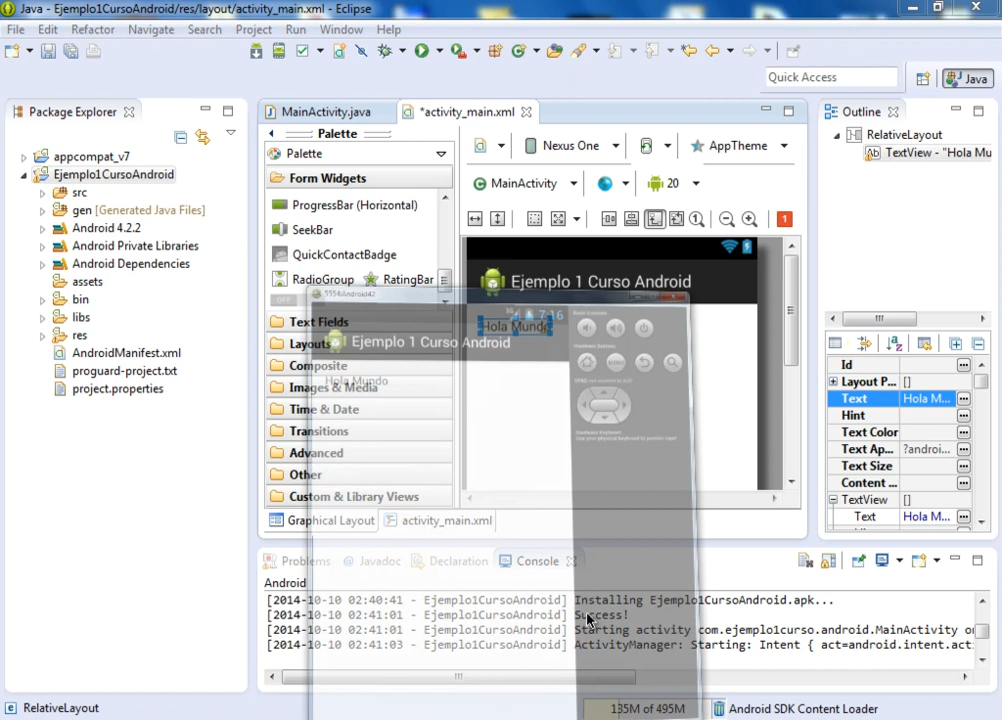 Java - Ejemplo1CursoAndroid/res/layout/activity_main.xml - Eclipse
File Edit Refactor Navigate Search Project Run Window Help
Quick Access
Java
Package Explorer
appcompat_v7
Ejemplo1CursoAndroid
src
gen [Generated Java Files]
Android 4.2.2
Android Private Libraries
Android Dependencies
assets
bin
libs
res
AndroidManifest.xml
proguard-project.txt
project.properties
MainActivity.java
*activity_main.xml
Palette
Palette
Form Widgets
ProgressBar (Horizontal)
SeekBar
QuickContactBadge
RadioGroup RatingBar
OFF
Text Fields
Layouts
Composite
Images & Media
Time & Date
Transitions
Advanced
Other
Custom & Library Views
Graphical Layout
activity_main.xml
Nexus One
AppTheme
MainActivity
20
1
Ejemplo 1 Curso Android
Hola Mundo
7:16
Ejemplo 1 Curso Android
Hola Mundo
MENU
Outline
RelativeLayout
TextView - "Hola Mu
Id
Layout P... []
Text Hola M...
Hint
Text Color
Text Ap... ?androi...
Text Size
Content ...
TextView []
Text Hola M...
Problems @ Javadoc Declaration Console
Android
[2014-10-10 02:40:41 - Ejemplo1CursoAndroid] Installing Ejemplo1CursoAndroid.apk...
[2014-10-10 02:41:01 - Ejemplo1CursoAndroid] Success!
[2014-10-10 02:41:01 - Ejemplo1CursoAndroid] Starting activity com.ejemplo1curso.android.MainActivity on
[2014-10-10 02:41:03 - Ejemplo1CursoAndroid] ActivityManager: Starting: Intent { act=android.intent.acti
RelativeLayout
135M of 495M
Android SDK Content Loader